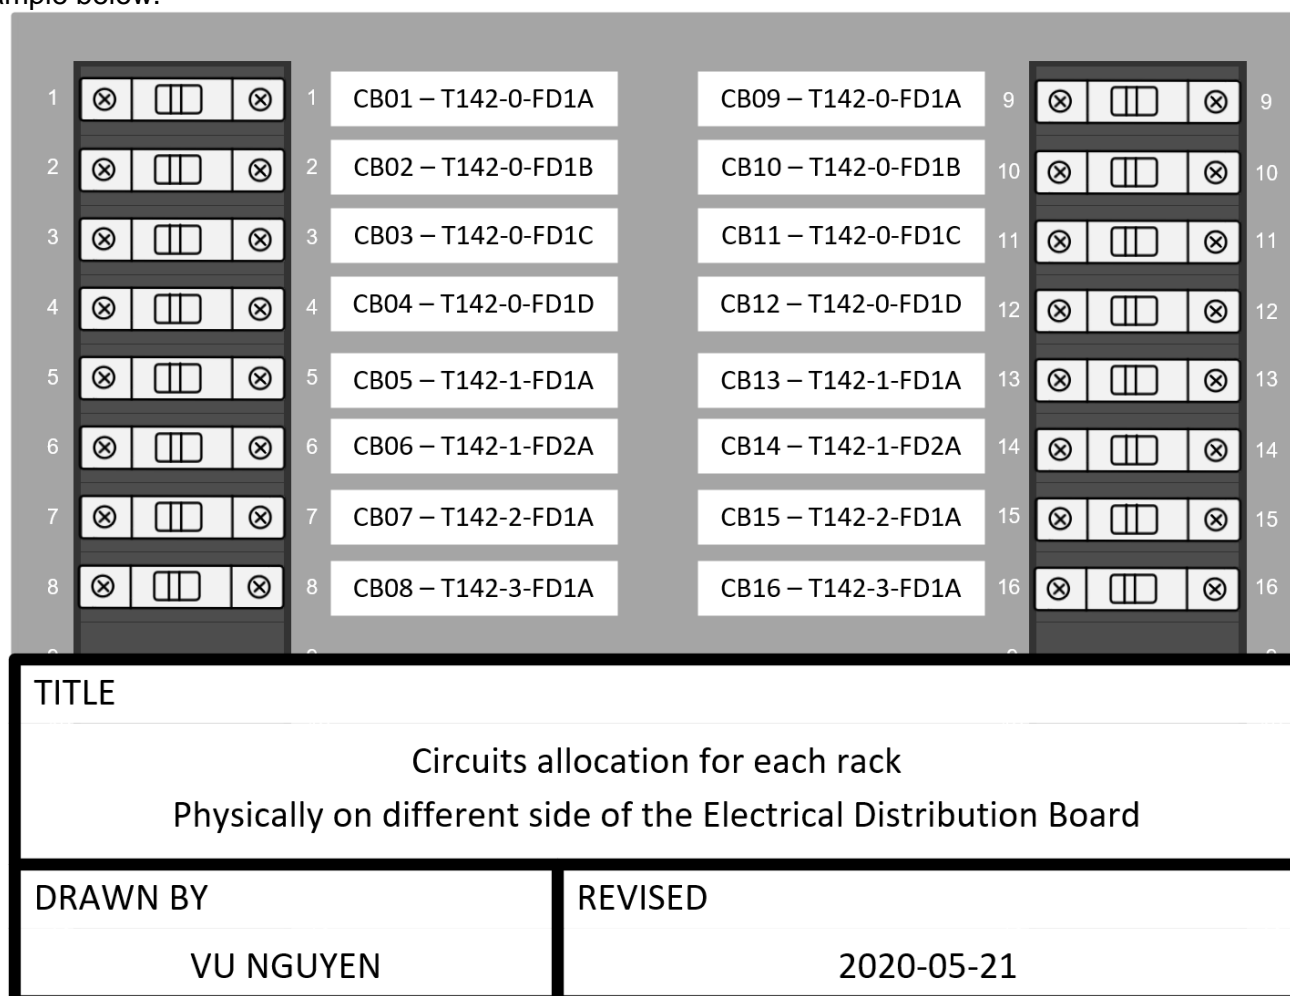 ample below.
1 1 CB01 – T142-0-FD1A CB09 – T142-0-FD1A 9 9
2 2 CB02 – T142-0-FD1B CB10 – T142-0-FD1B 10 10
3 3 CB03 – T142-0-FD1C CB11 – T142-0-FD1C 11 11
4 4 CB04 – T142-0-FD1D CB12 – T142-0-FD1D 12 12
5 5 CB05 – T142-1-FD1A CB13 – T142-1-FD1A 13 13
6 6 CB06 – T142-1-FD2A CB14 – T142-1-FD2A 14 14
7 7 CB07 – T142-2-FD1A CB15 – T142-2-FD1A 15 15
8 8 CB08 – T142-3-FD1A CB16 – T142-3-FD1A 16 16
TITLE
Circuits allocation for each rack
Physically on different side of the Electrical Distribution Board
DRAWN BY REVISED
VU NGUYEN 2020-05-21